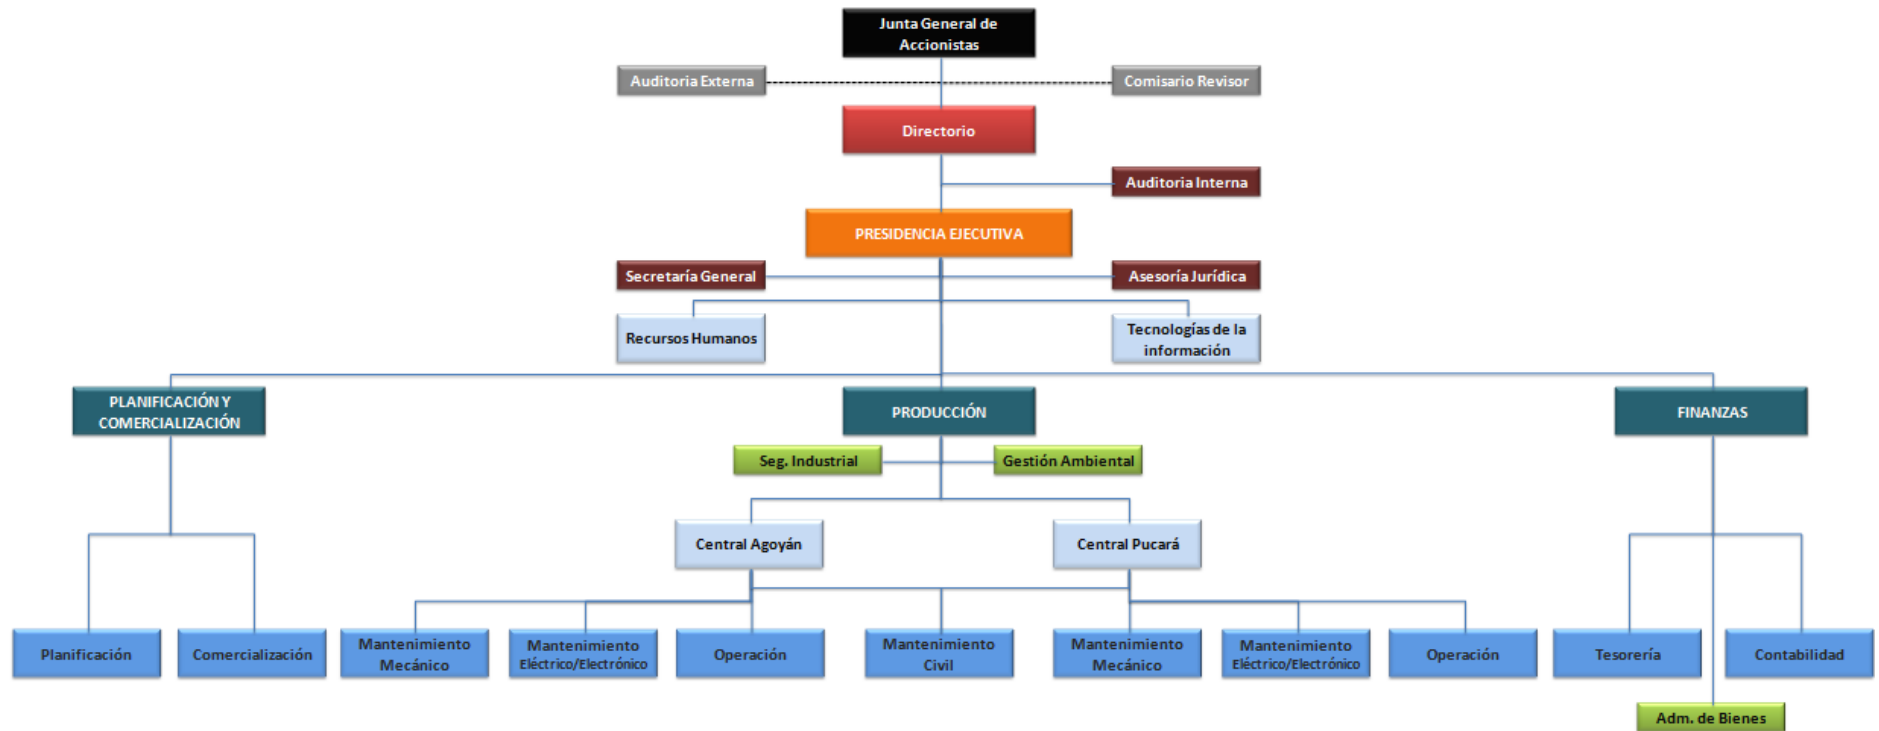 Junta General de
Accionistas
Auditoria Externa
Comisario Revisor
Directorio
Auditoria Interna
PRESIDENCIA EJECUTIVA
Secretaría General
Asesoría Jurídica
Recursos Humanos
Tecnologías de la
información
PLANIFICACIÓN Y
COMERCIALIZACIÓN
PRODUCCIÓN
FINANZAS
Seg. Industrial
Gestión Ambiental
Central Agoyán
Central Pucará
Planificación
Comercialización
Mantenimiento
Mecánico
Mantenimiento
Eléctrico/Electrónico
Operación
Mantenimiento
Civil
Mantenimiento
Mecánico
Mantenimiento
Eléctrico/Electrónico
Operación
Tesorería
Contabilidad
Adm. de Bienes